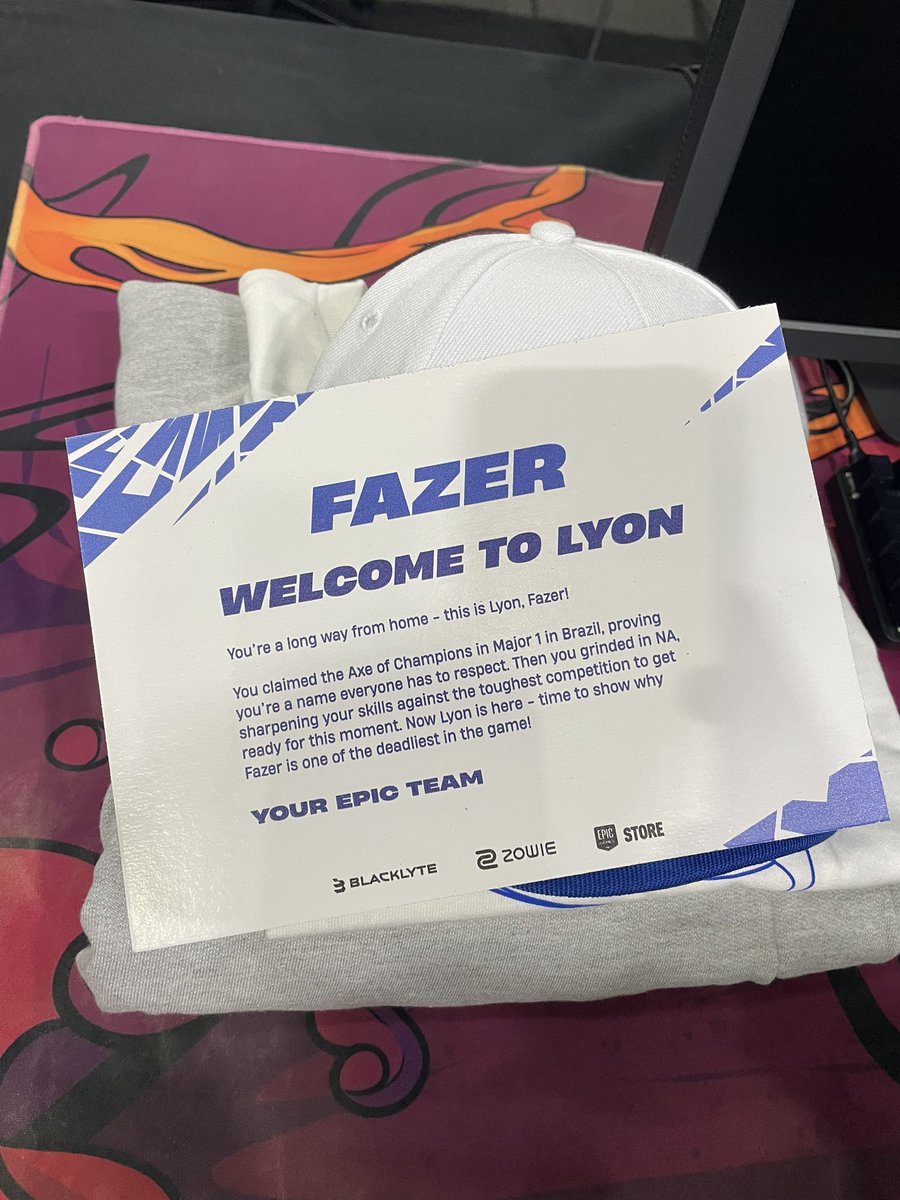 FAZER
WELCOME TO LYON
You're a long way from home - this is Lyon, Fazer!
You claimed the Axe of Champions in Major 1 in Brazil, proving
you're a name everyone has to respect. Then you grinded in NA,
sharpening your skills against the toughest competition to get
ready for this moment. Now Lyon is here - time to show why
Fazer is one of the deadliest in the game!
YOUR EPIC TEAM
BLACKLYTE
ZOWIE
EPIC
STORE